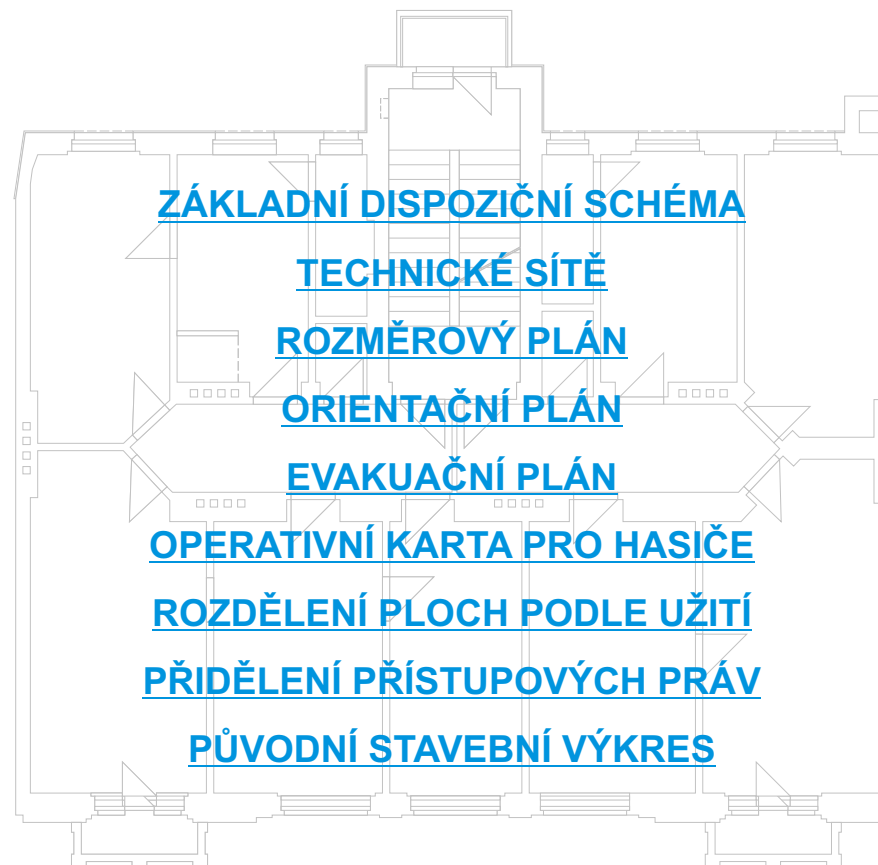 ZÁKLADNÍ DISPOZIČNÍ SCHÉMA
TECHNICKÉ SÍTĚ
ROZMĚROVÝ PLÁN
ORIENTAČNÍ PLÁN
EVAKUAČNÍ PLÁN
OPERATIVNÍ KARTA PRO HASIČE
ROZDĚLENÍ PLOCH PODLE UŽITÍ
PŘIDĚLENÍ PŘÍSTUPOVÝCH PRÁV
PŮVODNÍ STAVEBNÍ VÝKRES